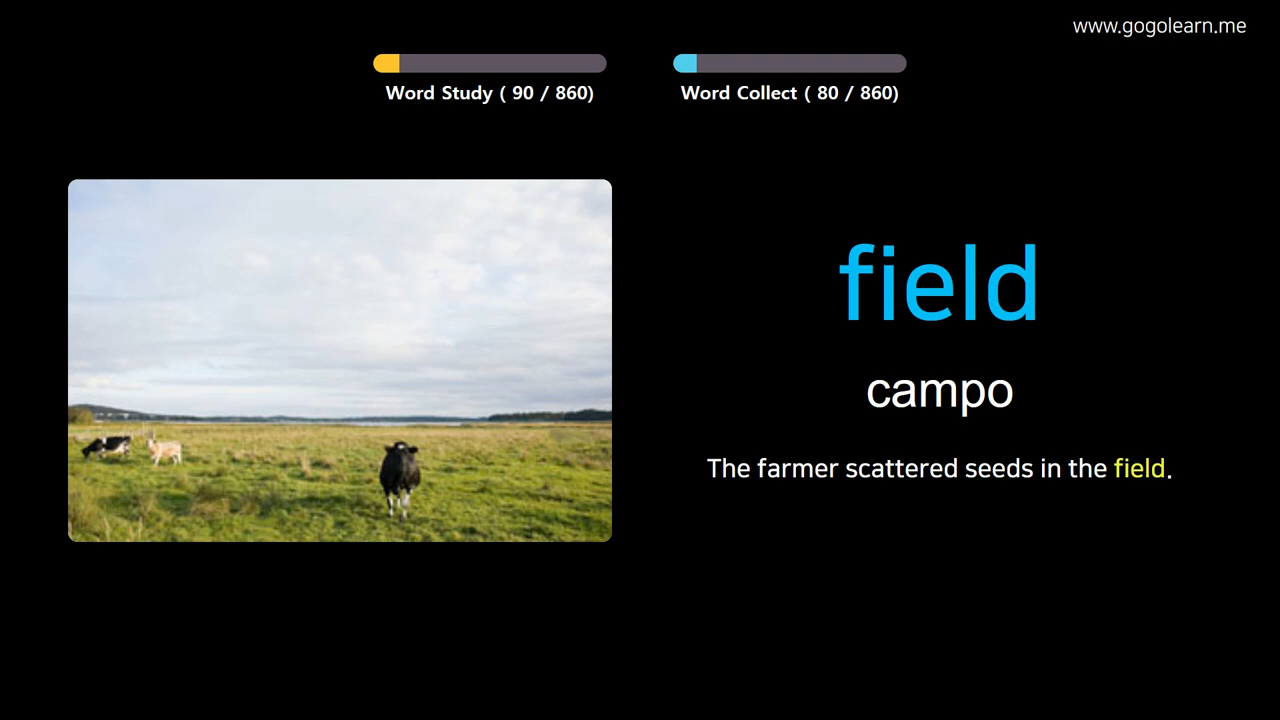 www.gogolearn.me
Word Study ( 90 / 860)
Word Collect ( 80 / 860)
field
campo
The farmer scattered seeds in the field.